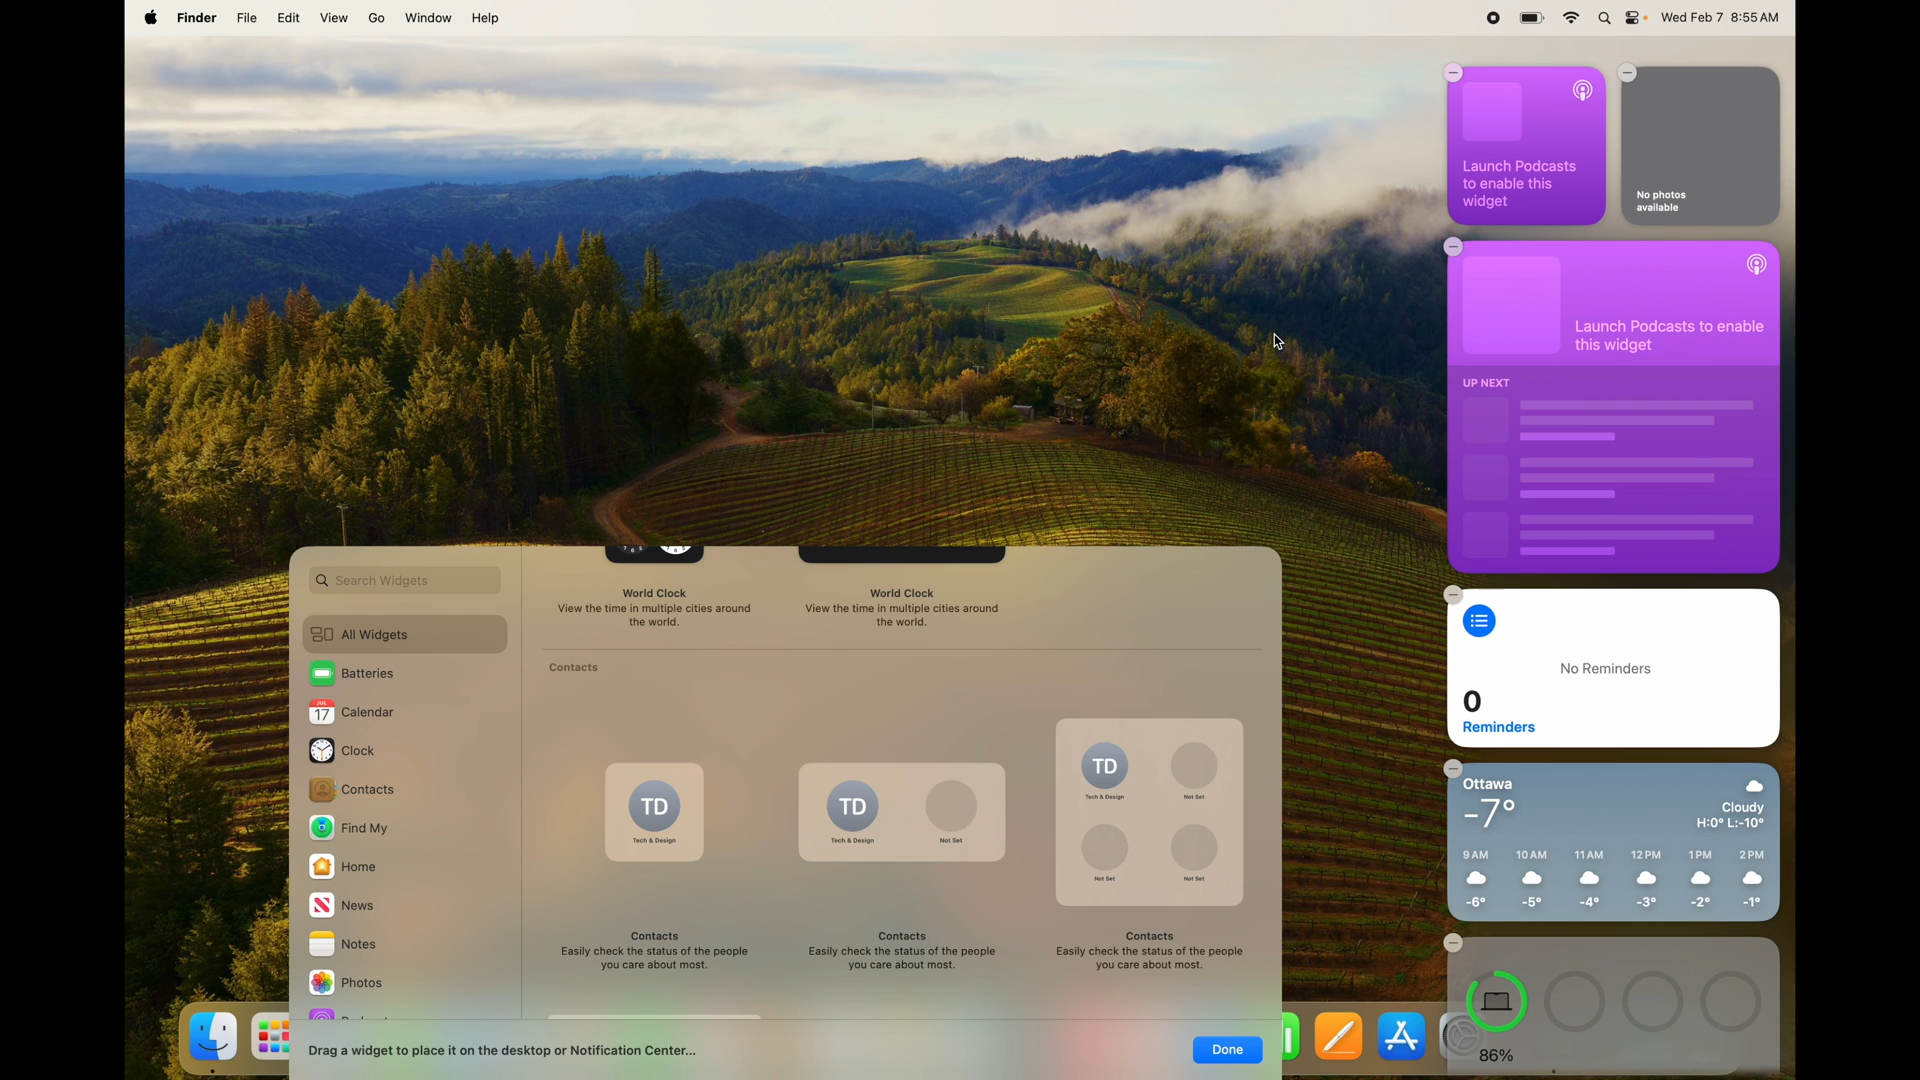 Finder File Edit View Go Window Help
Wed Feb 7 8:55 AM
Launch Podcasts
to enable this
widget
No photos
available
Launch Podcasts to enable
this widget
UP NEXT
No Reminders
0
Reminders
Ottawa
-7°
Cloudy
H:0° L:-10°
9 AM 10 AM 11 AM 12 PM 1 PM 2 PM
-6° -5° -4° -3° -2° -1°
86%
Search Widgets
All Widgets
Batteries
JUL
17
Calendar
Clock
Contacts
Find My
Home
News
Notes
Photos
World Clock
View the time in multiple cities around
the world.
World Clock
View the time in multiple cities around
the world.
Contacts
TD
Tech & Design
TD
Tech & Design Not Set
TD
Tech & Design Not Set
Not Set Not Set
Contacts
Easily check the status of the people
you care about most.
Contacts
Easily check the status of the people
you care about most.
Contacts
Easily check the status of the people
you care about most.
Drag a widget to place it on the desktop or Notification Center...
Done